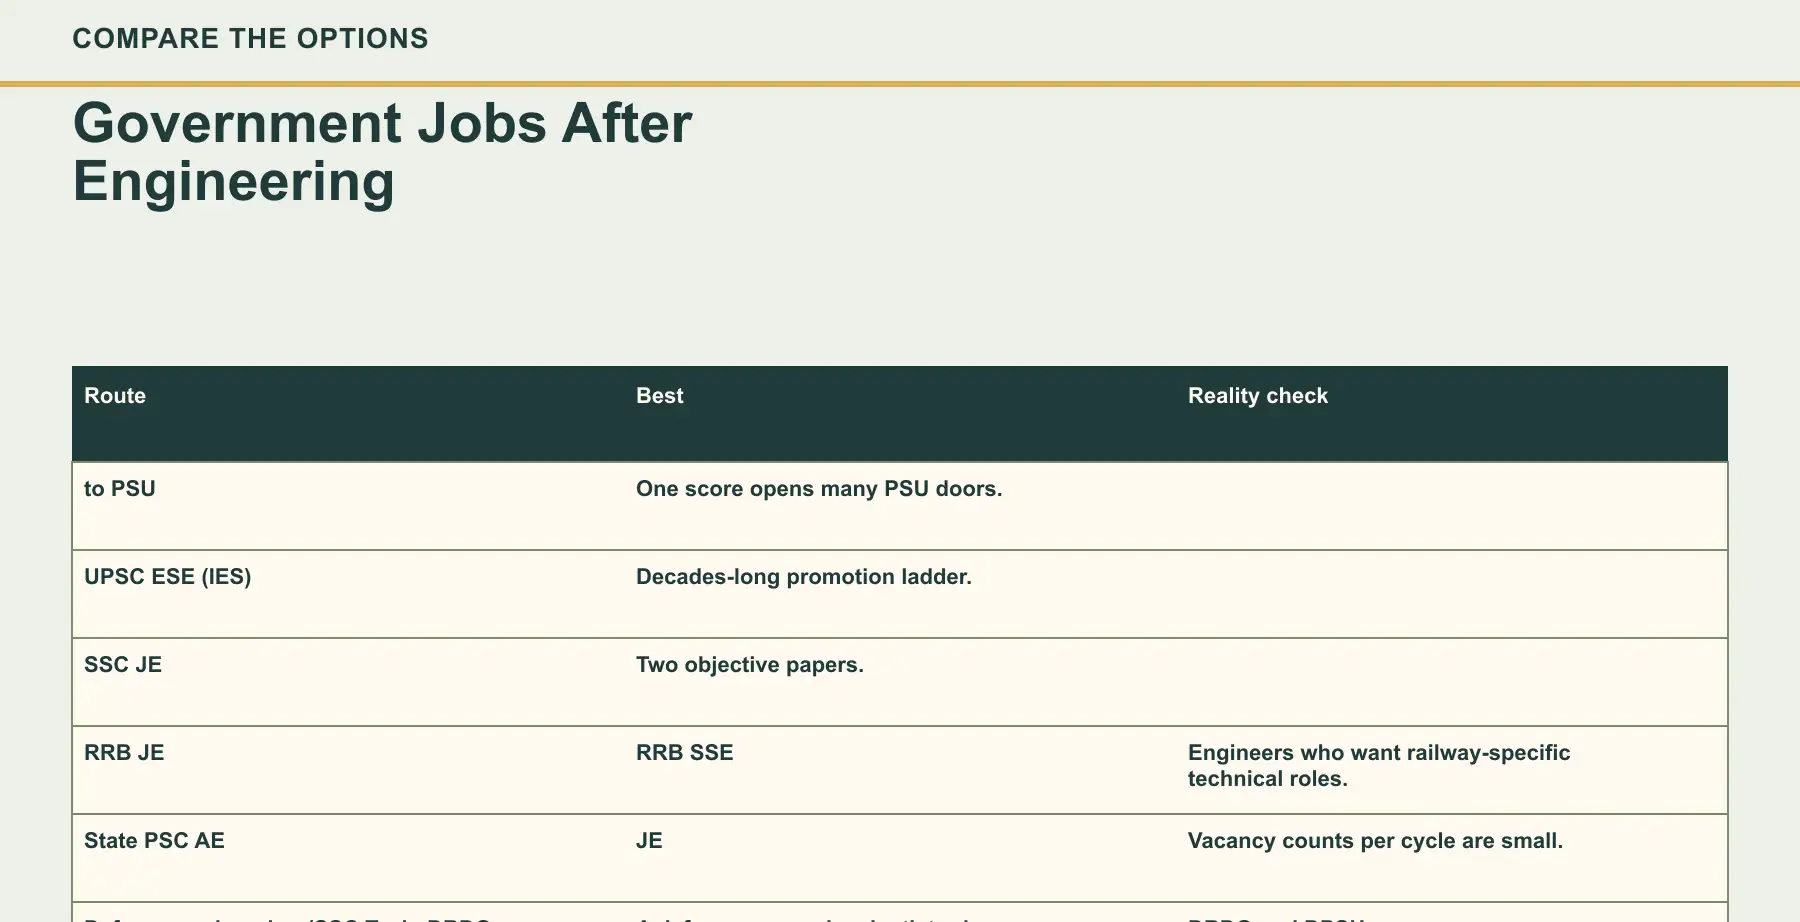 COMPARE THE OPTIONS
Government Jobs After
Engineering
Route Best Reality check
to PSU One score opens many PSU doors.
UPSC ESE (IES) Decades-long promotion ladder.
SSC JE Two objective papers.
RRB JE RRB SSE Engineers who want railway-specific
technical roles.
State PSC AE JE Vacancy counts per cycle are small.